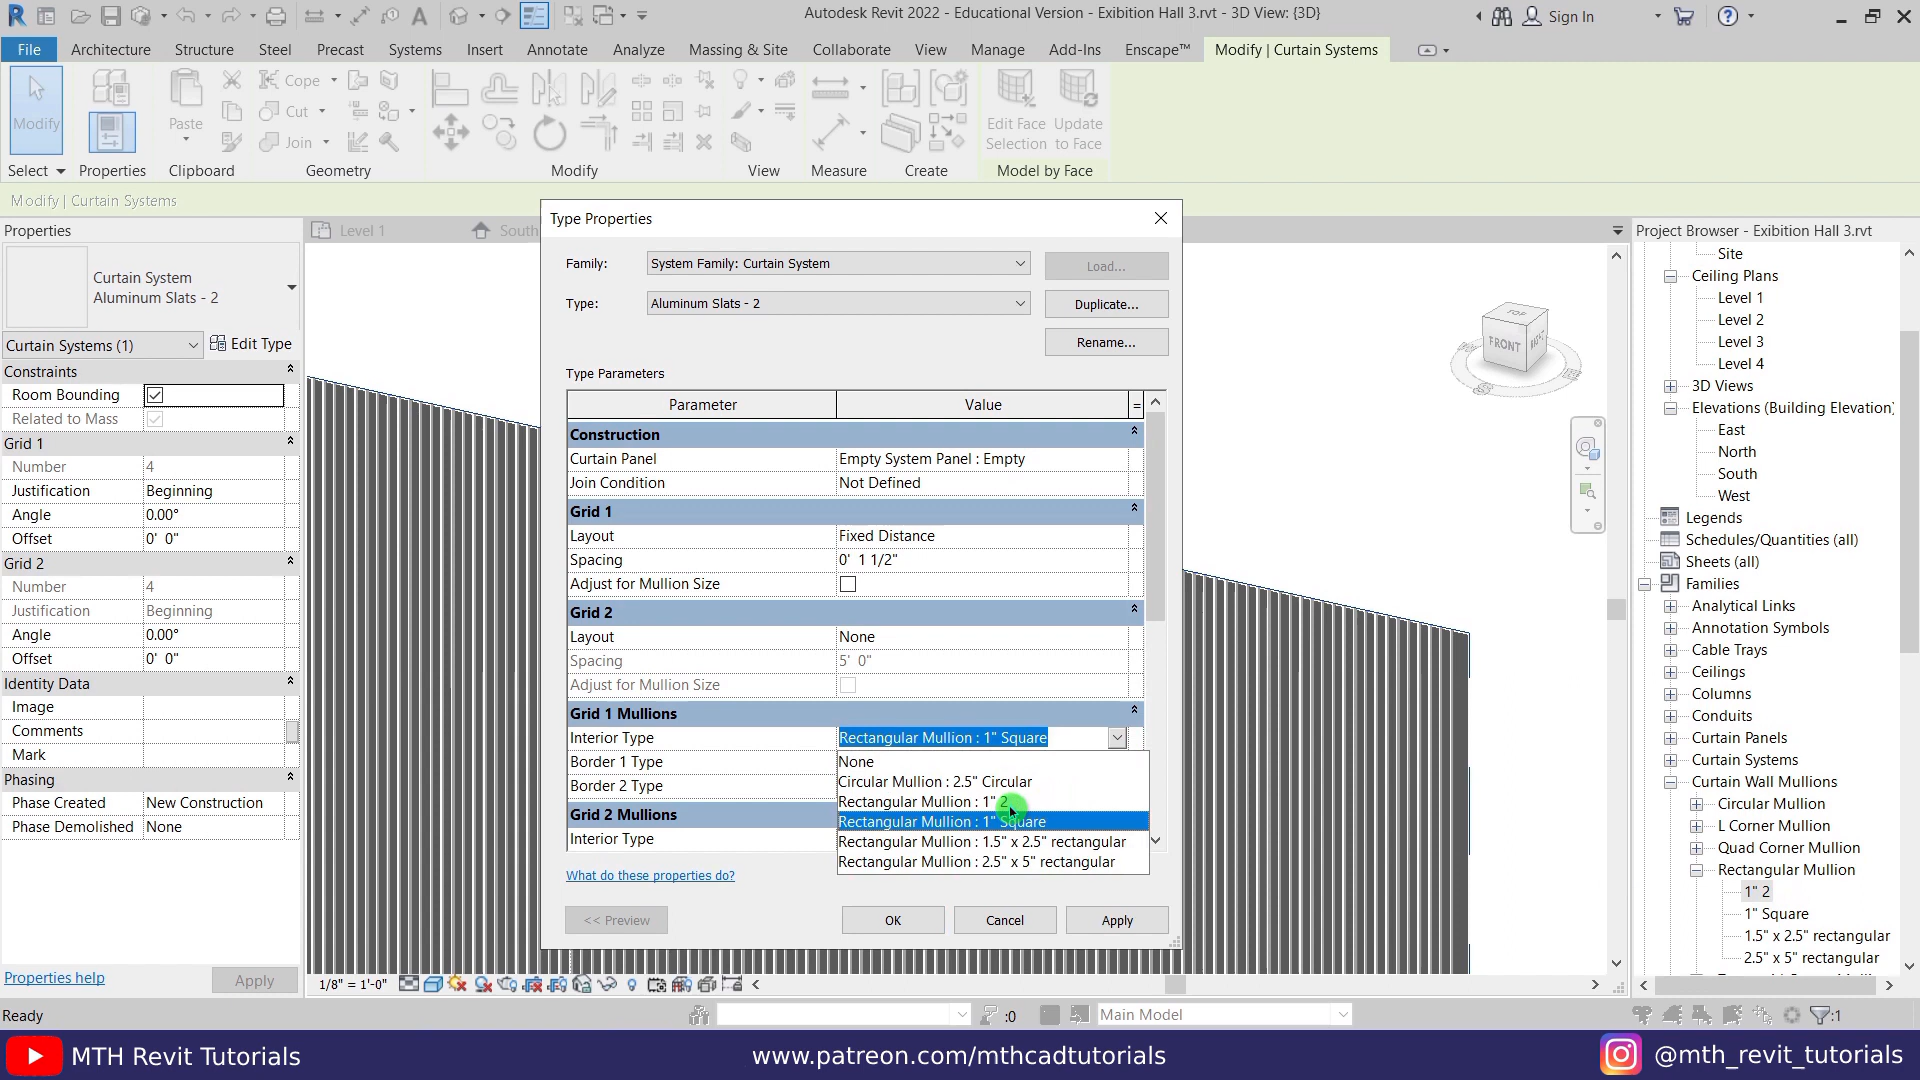 Autodesk Revit 2022 - Educational Version - Exibition Hall 3.rvt - 3D View: {3D}
Sign In
File Architecture Structure Steel Precast Systems Insert Annotate Analyze Massing & Site Collaborate View Manage Add-Ins Enscape™ Modify | Curtain Systems
Modify
Paste
Cope
Cut
Join
Edit Face Selection
Update to Face
Select Properties Clipboard Geometry Modify View Measure Create Model by Face
Modify | Curtain Systems
Properties
Curtain System
Aluminum Slats - 2
Curtain Systems (1)
Edit Type
Constraints
Room Bounding
Related to Mass
Grid 1
Number 4
Justification Beginning
Angle 0.00°
Offset 0' 0"
Grid 2
Number 4
Justification Beginning
Angle 0.00°
Offset 0' 0"
Identity Data
Image
Comments
Mark
Phasing
Phase Created New Construction
Phase Demolished None
Properties help
Apply
Level 1
South
Type Properties
Family: System Family: Curtain System Load...
Type: Aluminum Slats - 2 Duplicate...
Rename...
Type Parameters
Parameter Value =
Construction
Curtain Panel Empty System Panel : Empty
Join Condition Not Defined
Grid 1
Layout Fixed Distance
Spacing 0' 1 1/2"
Adjust for Mullion Size
Grid 2
Layout None
Spacing 5' 0"
Adjust for Mullion Size
Grid 1 Mullions
Interior Type Rectangular Mullion : 1" Square
Border 1 Type
Border 2 Type
Grid 2 Mullions
Interior Type
None
Circular Mullion : 2.5" Circular
Rectangular Mullion : 1" 2
Rectangular Mullion : 1" Square
Rectangular Mullion : 1.5" x 2.5" rectangular
Rectangular Mullion : 2.5" x 5" rectangular
What do these properties do?
<< Preview OK Cancel Apply
TOP
FRONT
RIGHT
Project Browser - Exibition Hall 3.rvt
Site
Ceiling Plans
Level 1
Level 2
Level 3
Level 4
3D Views
Elevations (Building Elevation)
East
North
South
West
Legends
Schedules/Quantities (all)
Sheets (all)
Families
Analytical Links
Annotation Symbols
Cable Trays
Ceilings
Columns
Conduits
Curtain Panels
Curtain Systems
Curtain Wall Mullions
Circular Mullion
L Corner Mullion
Quad Corner Mullion
Rectangular Mullion
1" 2
1" Square
1.5" x 2.5" rectangular
2.5" x 5" rectangular
1/8" = 1'-0"
Ready
:0
Main Model
:1
MTH Revit Tutorials
www.patreon.com/mthcadtutorials
@mth_revit_tutorials